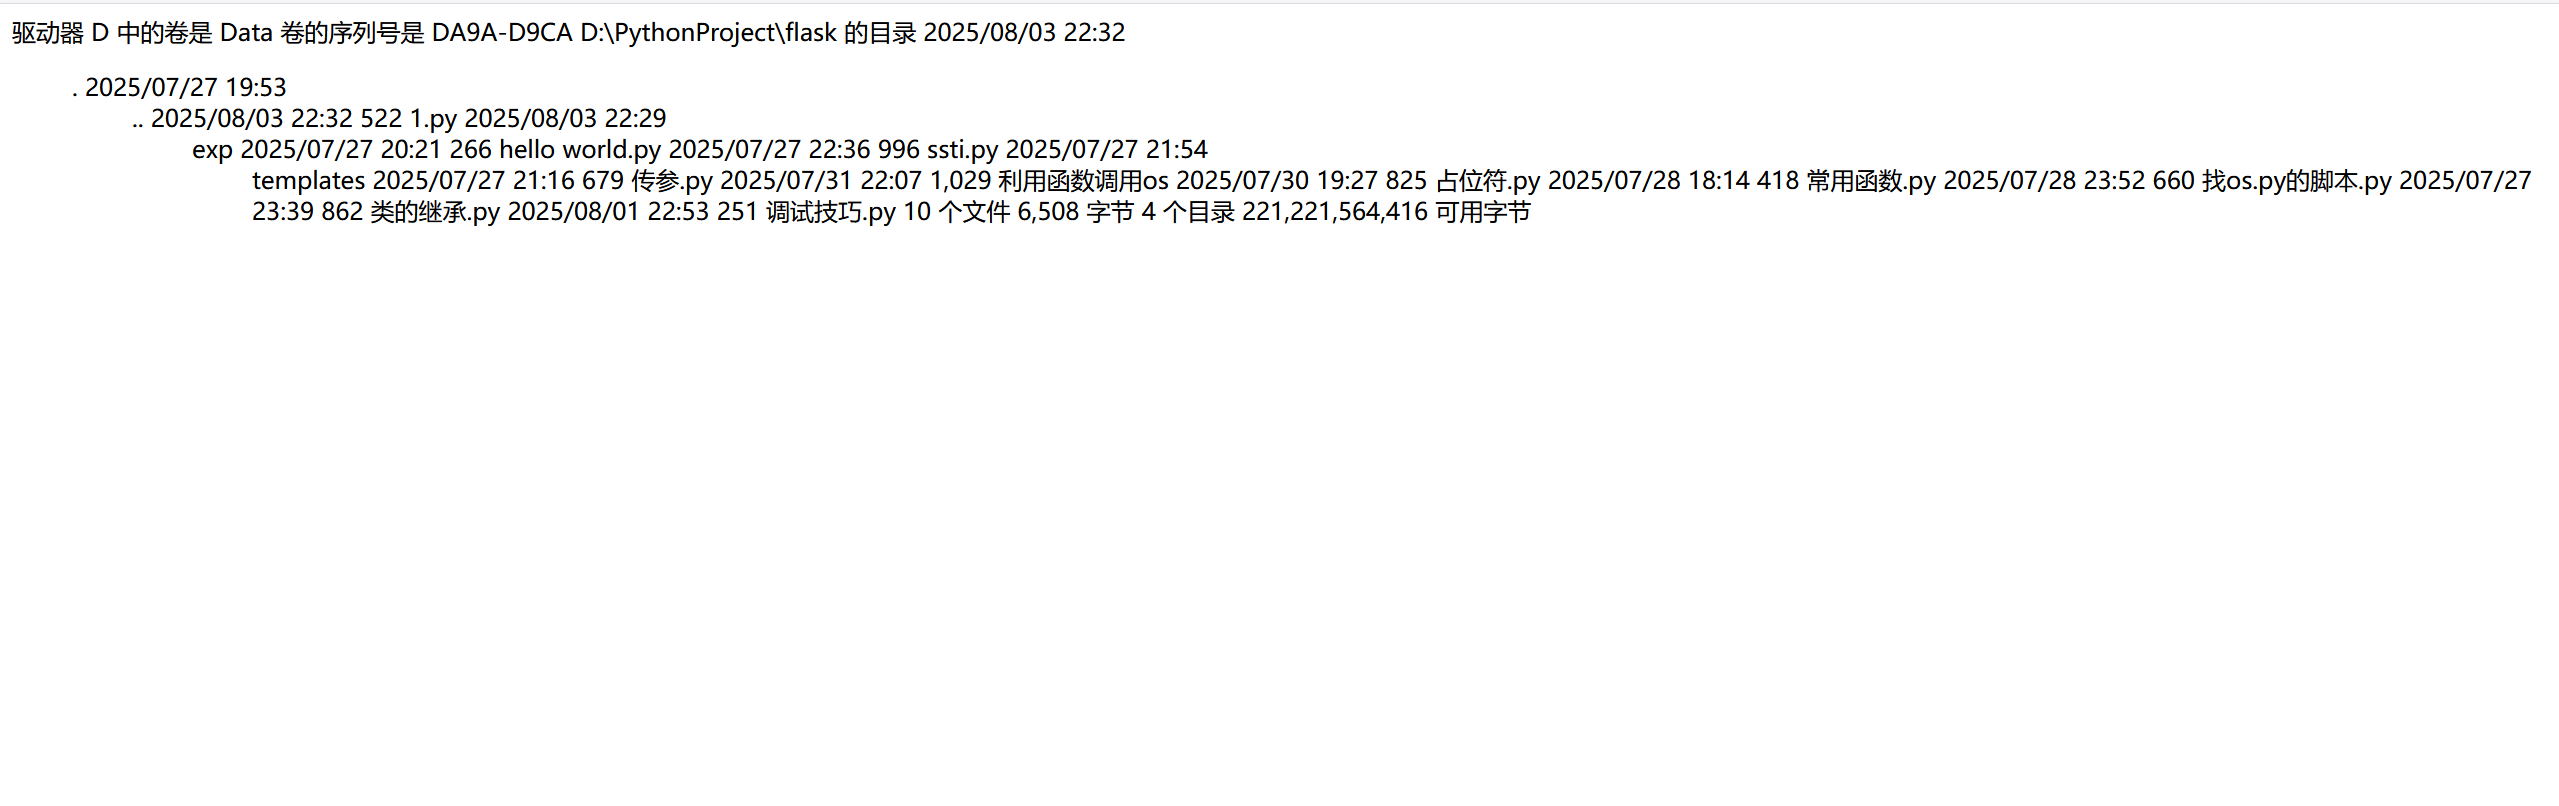 驱动器 D 中的卷是 Data 卷的序列号是 DA9A-D9CA D:\PythonProject\flask 的目录 2025/08/03 22:32
. 2025/07/27 19:53
.. 2025/08/03 22:32 522 1.py 2025/08/03 22:29
exp 2025/07/27 20:21 266 hello world.py 2025/07/27 22:36 996 ssti.py 2025/07/27 21:54
templates 2025/07/27 21:16 679 传参.py 2025/07/31 22:07 1,029 利用函数调用os 2025/07/30 19:27 825 占位符.py 2025/07/28 18:14 418 常用函数.py 2025/07/28 23:52 660 找os.py的脚本.py 2025/07/27
23:39 862 类的继承.py 2025/08/01 22:53 251 调试技巧.py 10 个文件 6,508 字节 4 个目录 221,221,564,416 可用字节